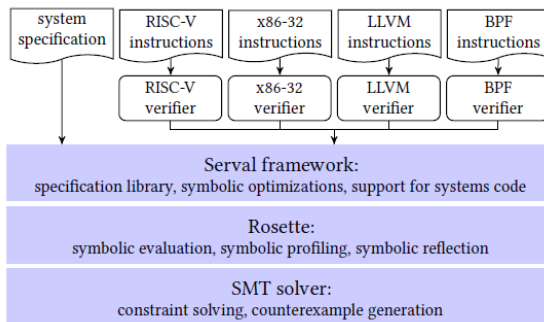 system
specification
RISC-V
instructions
x86-32
instructions
LLVM
instructions
BPF
instructions
RISC-V
verifier
x86-32
verifier
LLVM
verifier
BPF
verifier
Serval framework:
specification library, symbolic optimizations, support for systems code
Rosette:
symbolic evaluation, symbolic profiling, symbolic reflection
SMT solver:
constraint solving, counterexample generation